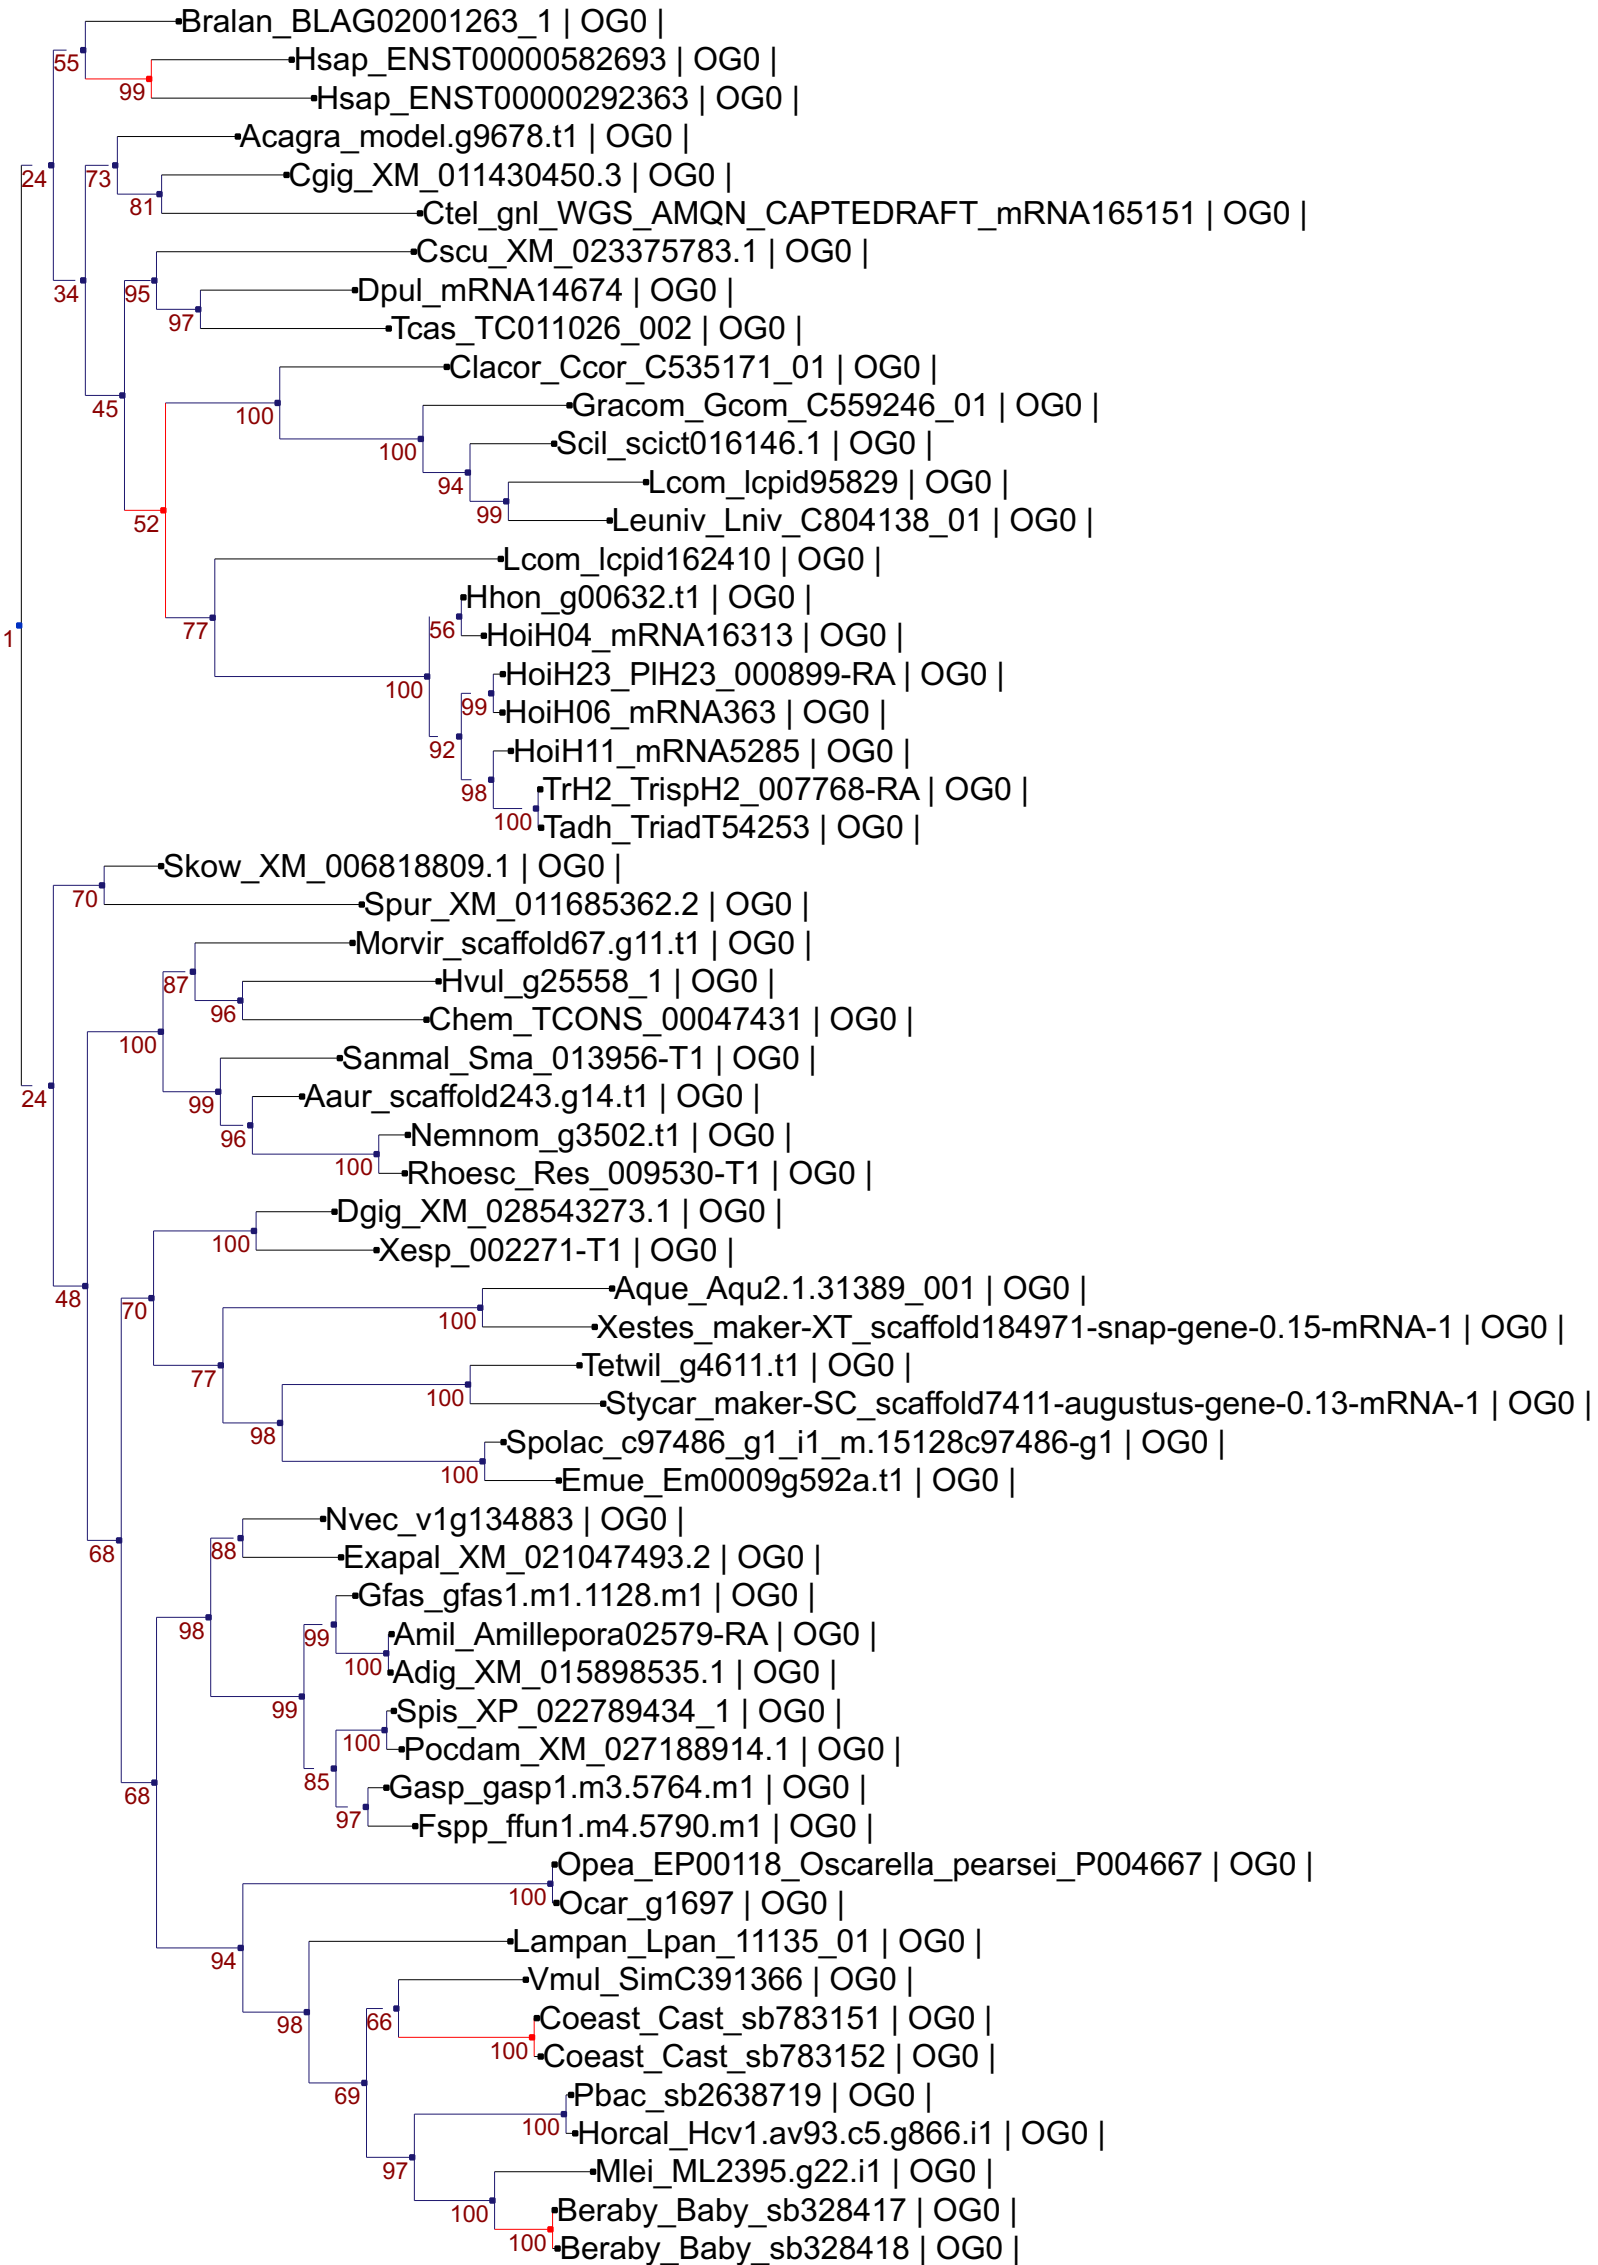 Bralan_BLAG02001263_1 | OG0 |
55
Hsap_ENST00000582693 | OG0 |
99
Hsap_ENST00000292363 | OG0 |
Acagra_model.g9678.t1 | OG0 |
24
73
Cgig_XM_011430450.3 | OG0 |
81
Ctel_gnl_WGS_AMQN_CAPTEDRAFT_mRNA165151 | OG0 |
Cscu_XM_023375783.1 | OG0 |
34
95
Dpul_mRNA14674 | OG0 |
97
Tcas_TC011026_002 | OG0 |
Clacor_Ccor_C535171_01 | OG0 |
45
100
Gracom_Gcom_C559246_01 | OG0 |
100
Scil_scict016146.1 | OG0 |
94
Lcom_lcpid95829 | OG0 |
99
52
Leuniv_Lniv_C804138_01 | OG0 |
Lcom_lcpid162410 | OG0 |
Hhon_g00632.t1 | OG0 |
1
77
56
HoiH04_mRNA16313 | OG0 |
HoiH23_PlH23_000899-RA | OG0 |
100
99
HoiH06_mRNA363 | OG0 |
92
HoiH11_mRNA5285 | OG0 |
98
TrH2_TrispH2_007768-RA | OG0 |
100
Tadh_TriadT54253 | OG0 |
Skow_XM_006818809.1 | OG0 |
70
Spur_XM_011685362.2 | OG0 |
Morvir_scaffold67.g11.t1 | OG0 |
87
Hvul_g25558_1 | OG0 |
96
Chem_TCONS_00047431 | OG0 |
100
Sanmal_Sma_013956-T1 | OG0 |
24
99
Aaur_scaffold243.g14.t1 | OG0 |
96
Nemnom_g3502.t1 | OG0 |
100
Rhoesc_Res_009530-T1 | OG0 |
Dgig_XM_028543273.1 | OG0 |
100
Xesp_002271-T1 | OG0 |
48
70
Aque_Aqu2.1.31389_001 | OG0 |
100
Xestes_maker-XT_scaffold184971-snap-gene-0.15-mRNA-1 | OG0 |
77
Tetwil_g4611.t1 | OG0 |
100
Stycar_maker-SC_scaffold7411-augustus-gene-0.13-mRNA-1 | OG0 |
98
Spolac_c97486_g1_i1_m.15128c97486-g1 | OG0 |
100
Emue_Em0009g592a.t1 | OG0 |
Nvec_v1g134883 | OG0 |
68
88
Exapal_XM_021047493.2 | OG0 |
Gfas_gfas1.m1.1128.m1 | OG0 |
98
99
Amil_Amillepora02579-RA | OG0 |
100
Adig_XM_015898535.1 | OG0 |
99
Spis_XP_022789434_1 | OG0 |
100
Pocdam_XM_027188914.1 | OG0 |
68
85
Gasp_gasp1.m3.5764.m1 | OG0 |
97
Fspp_ffun1.m4.5790.m1 | OG0 |
Opea_EP00118_Oscarella_pearsei_P004667 | OG0 |
100
Ocar_g1697 | OG0 |
94
Lampan_Lpan_11135_01 | OG0 |
Vmul_SimC391366 | OG0 |
98
66
Coeast_Cast_sb783151 | OG0 |
100
Coeast_Cast_sb783152 | OG0 |
69
Pbac_sb2638719 | OG0 |
100
Horcal_Hcv1.av93.c5.g866.i1 | OG0 |
97
Mlei_ML2395.g22.i1 | OG0 |
100
Beraby_Baby_sb328417 | OG0 |
100
Beraby_Baby_sb328418 | OG0 |